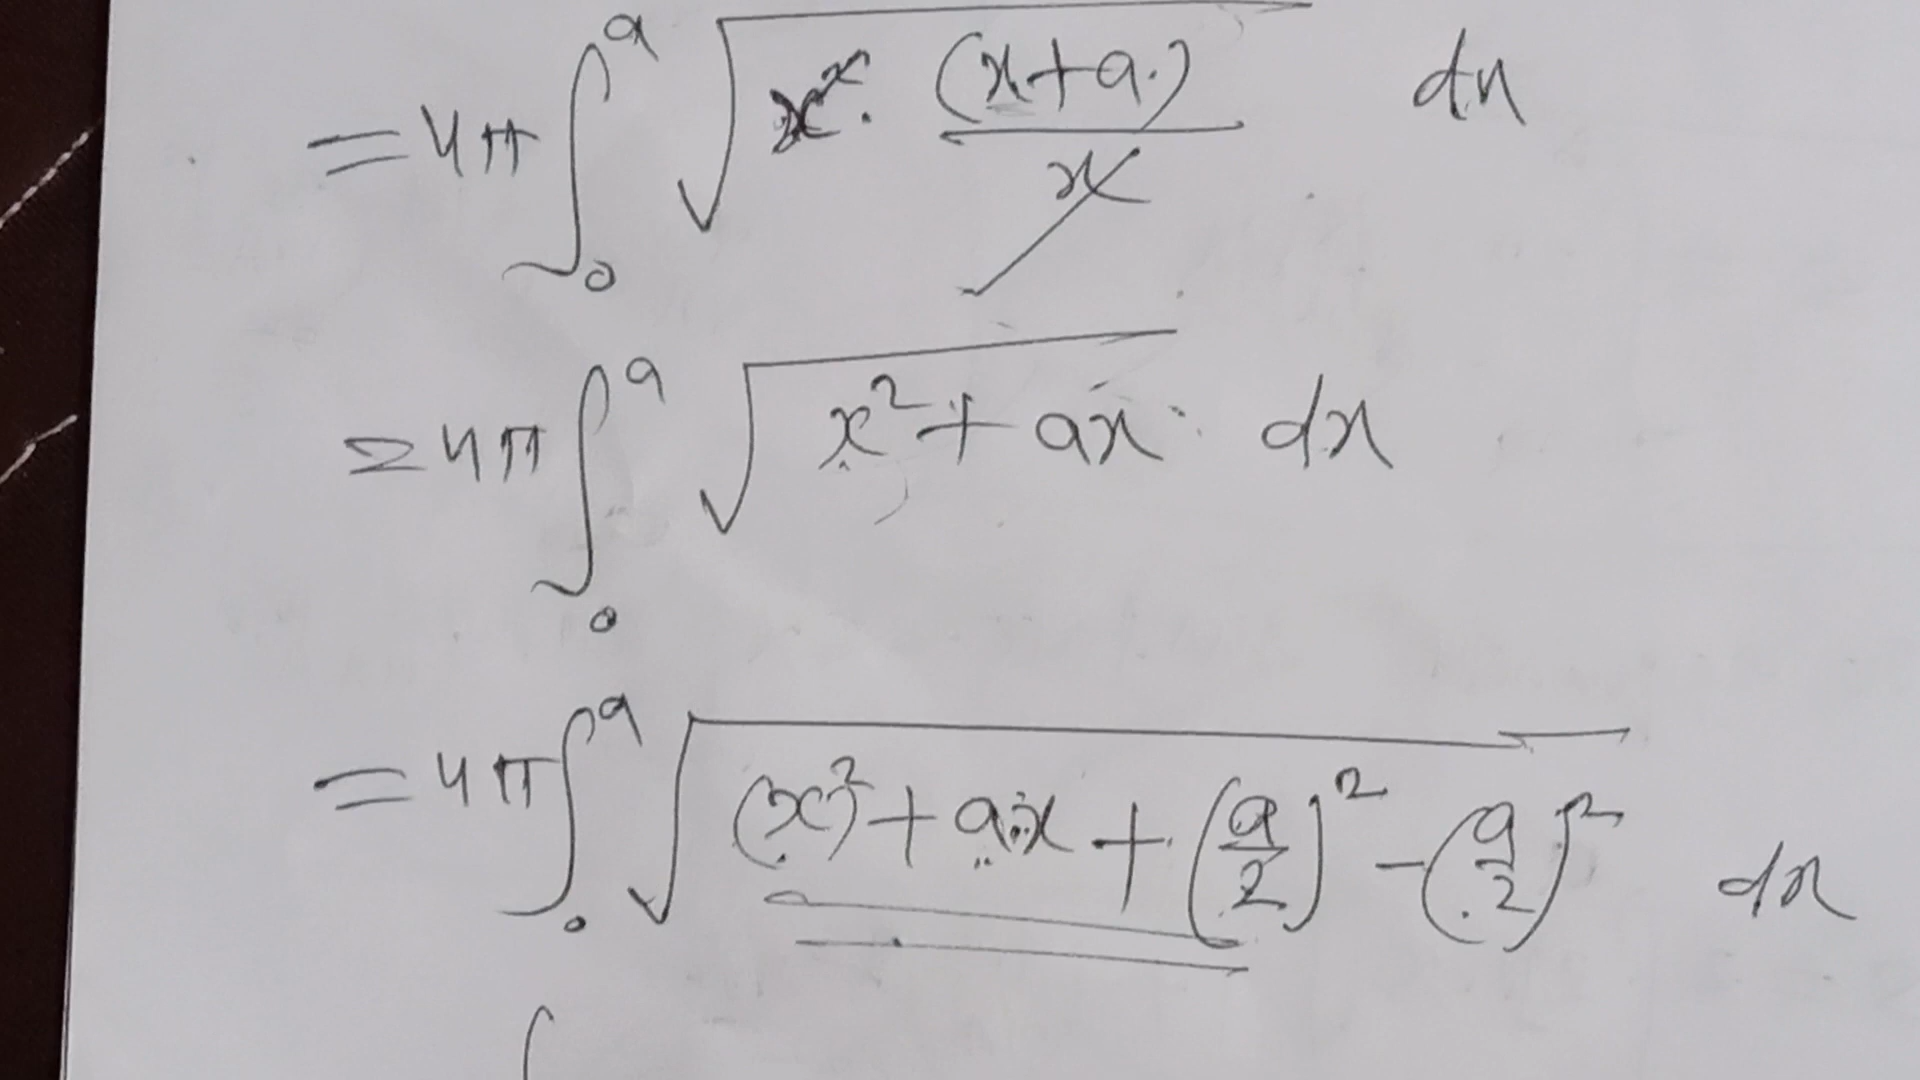 = 4π ∫₀ᵃ √(x² · (x+a)/x) dx
= 4π ∫₀ᵃ √(x² + ax) dx
= 4π ∫₀ᵃ √((x)² + ax + (a/2)² - (a/2)²) dx
∫